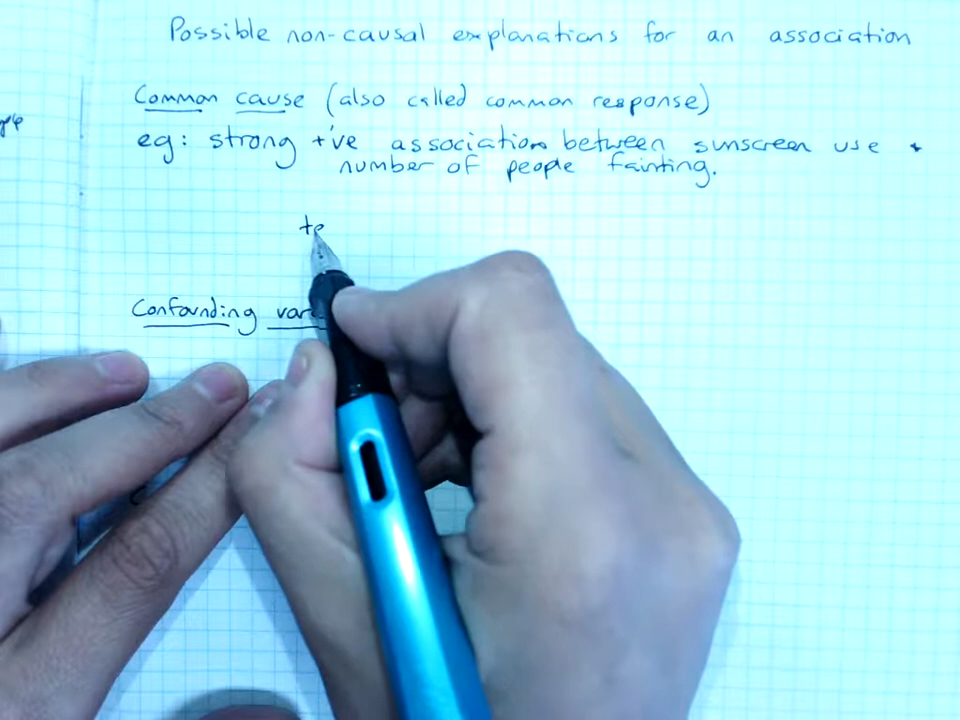 Possible non-causal explanations for an association
Common cause (also called common response)
eg: strong +'ve association between sunscreen use +
number of people fainting.
te
Confounding vari